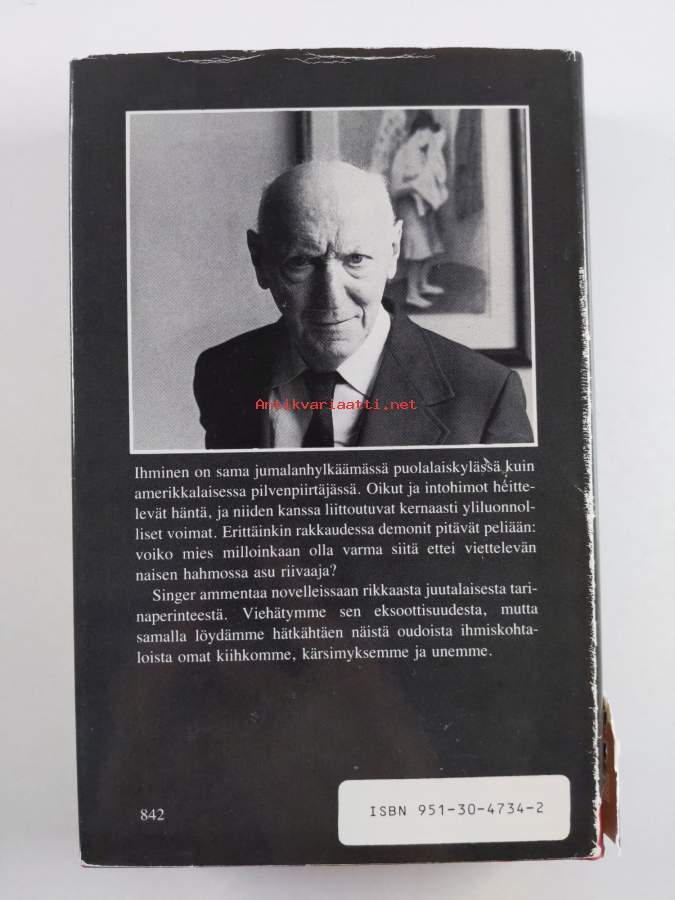 Antikvariaatti.net
Ihminen on sama jumalanhylkäämässä puolalaiskylässä kuin
amerikkalaisessa pilvenpiirtäjässä. Oikut ja intohimot heitte-
levät häntä, ja niiden kanssa liittoutuvat kernaasti yliluonnol-
liset voimat. Erittäinkin rakkaudessa demonit pitävät peliään:
voiko mies milloinkaan olla varma siitä ettei viettelevän
naisen hahmossa asu riivaaja?
Singer ammentaa novelleissaan rikkaasta juutalaisesta tari-
naperinteestä. Viehätymme sen eksoottisuudesta, mutta
samalla löydämme hätkähtäen näistä oudoista ihmiskohta-
loista omat kiihkomme, kärsimyksemme ja unemme.
842
ISBN 951-30-4734-2